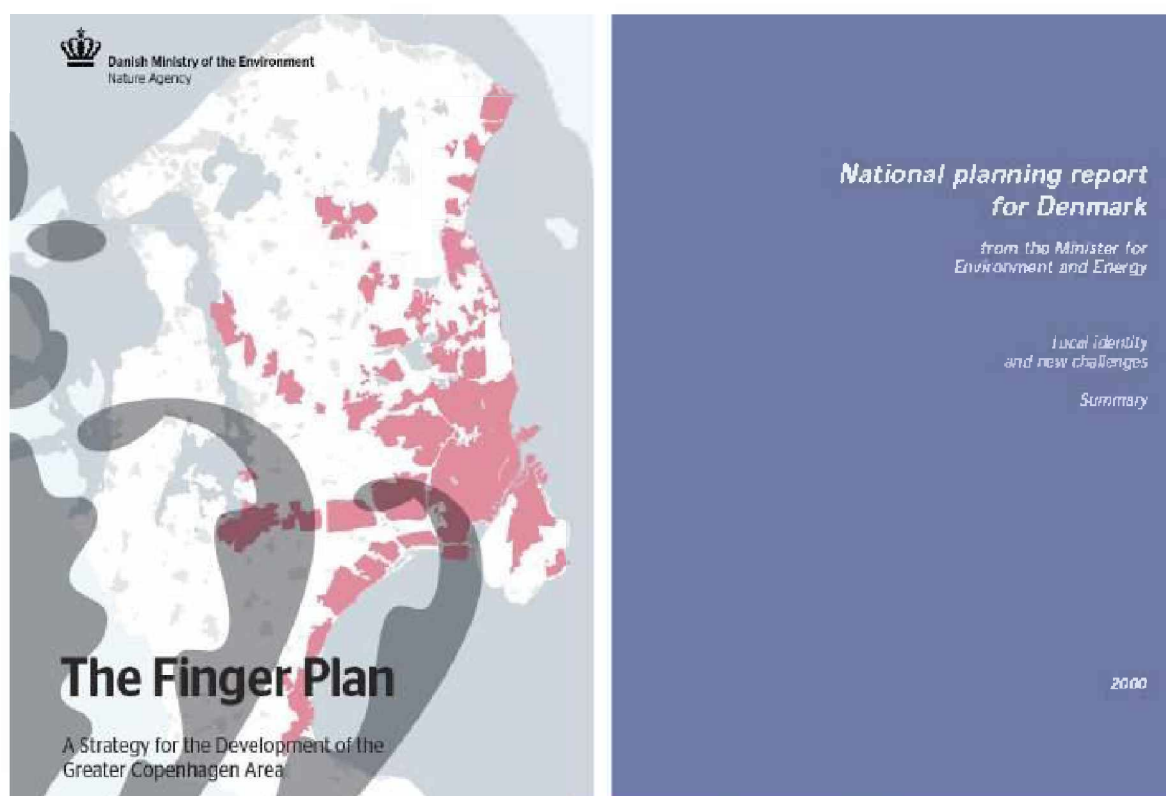 Danish Ministry of the Environment
Nature Agency
The Finger Plan
A Strategy for the Development of the
Greater Copenhagen Area
National planning report
for Denmark
from the Minister for
Environment and Energy
Local identity
and new challenges
Summary
2000